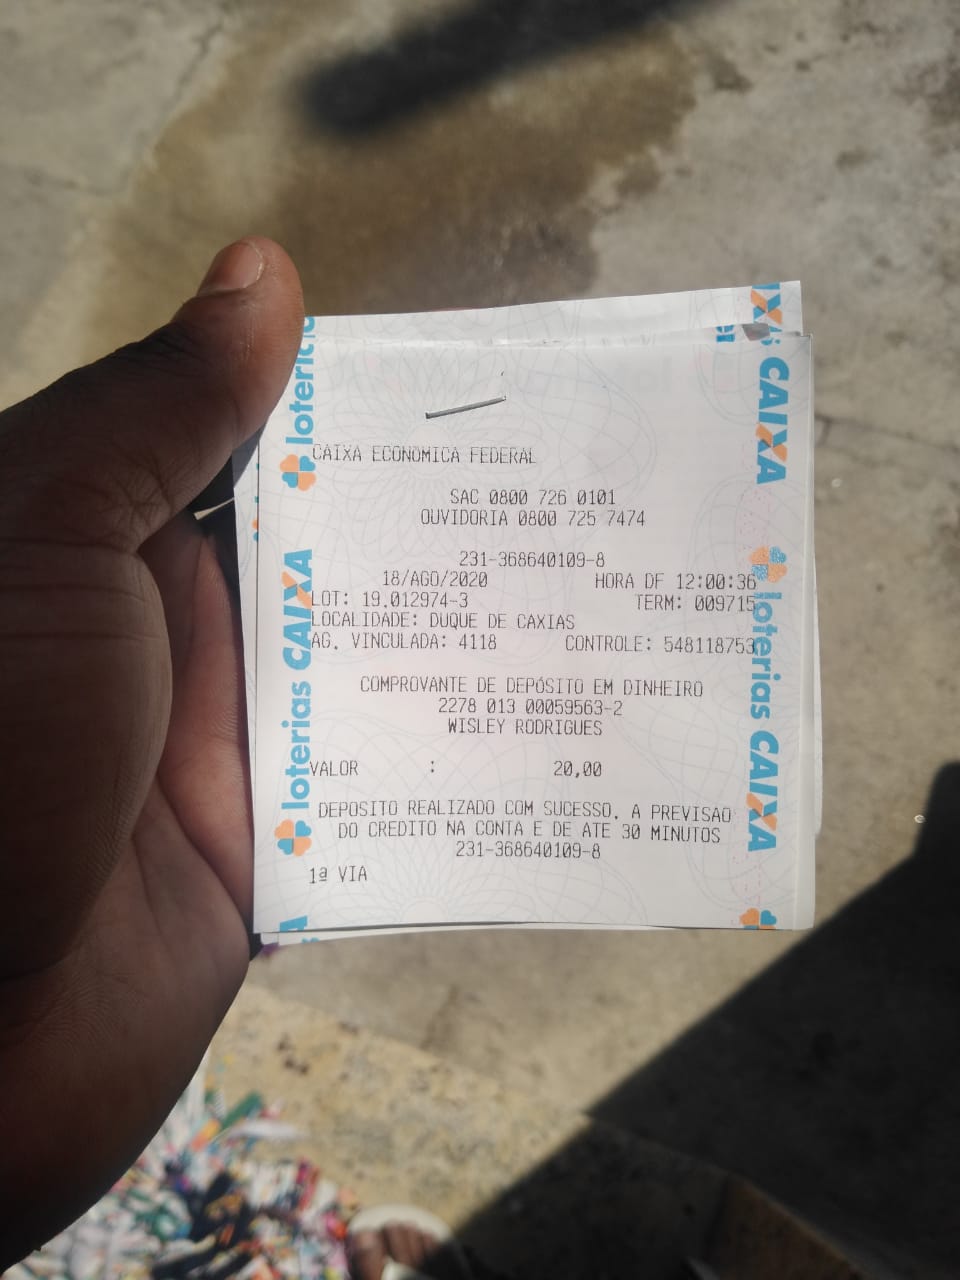 CAIXA ECONOMICA FEDERAL
SAC 0800 726 0101
OUVIDORIA 0800 725 7474
231-368640109-8
18/AGO/2020 HORA DF 12:00:36
LOT: 19.012974-3 TERM: 009715
LOCALIDADE: DUQUE DE CAXIAS
AG. VINCULADA: 4118 CONTROLE: 548118753
COMPROVANTE DE DEPÓSITO EM DINHEIRO
2278 013 00059563-2
WISLEY RODRIGUES
VALOR : 20,00
DEPOSITO REALIZADO COM SUCESSO. A PREVISAO
DO CREDITO NA CONTA E DE ATE 30 MINUTOS
231-368640109-8
1ª VIA
loterias CAIXA
CAIXA
loterias CAIXA